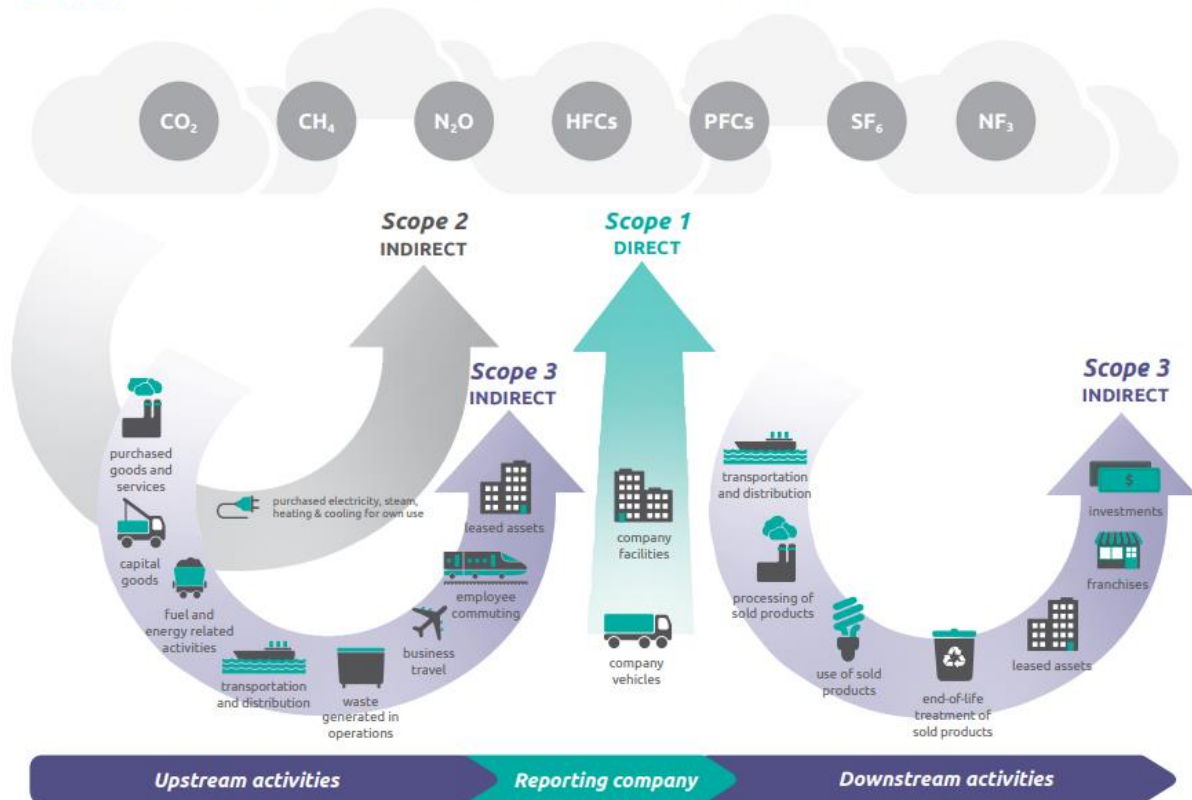 CO₂
CH₄
N₂O
HFCs
PFCs
SF₆
NF₃
Scope 2
INDIRECT
Scope 1
DIRECT
Scope 3
INDIRECT
Scope 3
INDIRECT
purchased
goods and
services
capital
goods
fuel and
energy related
activities
purchased electricity, steam,
heating & cooling for own use
transportation
and distribution
waste
generated in
operations
business
travel
employee
commuting
leased assets
company
facilities
company
vehicles
transportation
and distribution
processing of
sold products
use of sold
products
end-of-life
treatment of
sold products
leased assets
franchises
$
investments
Upstream activities
Reporting company
Downstream activities